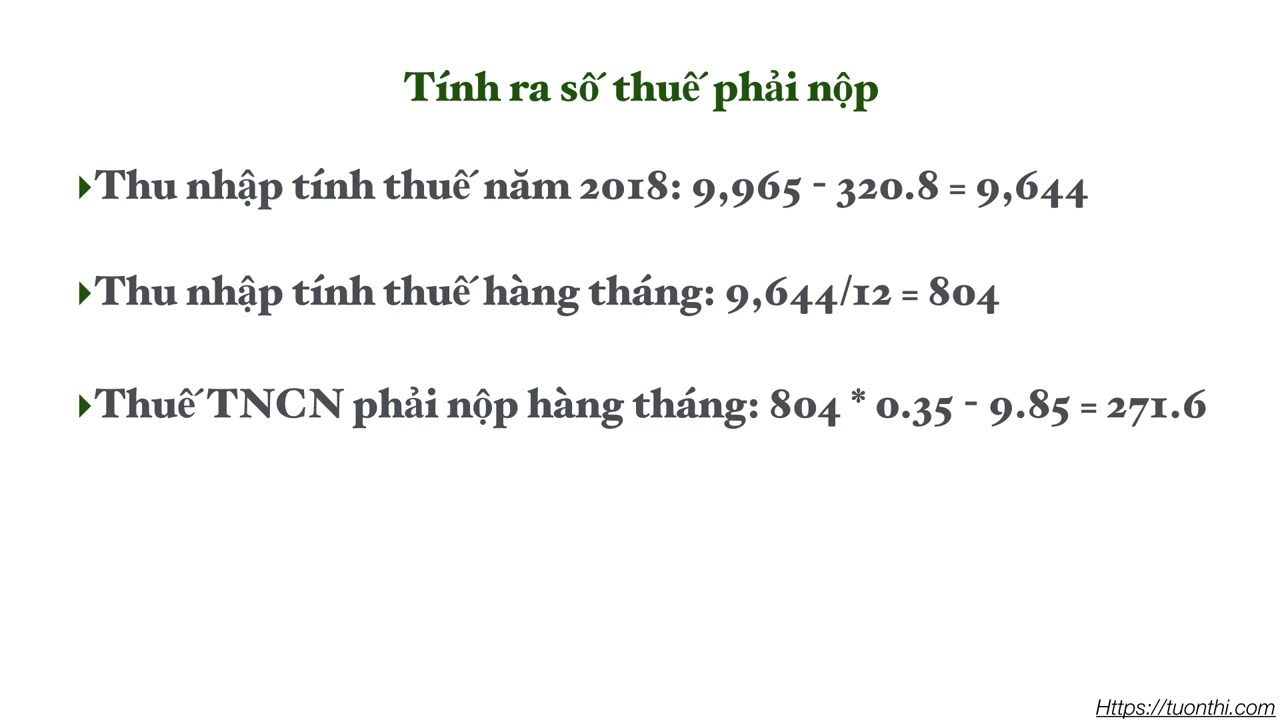 Tính ra số thuế phải nộp
▸Thu nhập tính thuế năm 2018: 9,965 - 320.8 = 9,644
▸Thu nhập tính thuế hàng tháng: 9,644/12 = 804
▸Thuế TNCN phải nộp hàng tháng: 804 * 0.35 - 9.85 = 271.6
Https://tuonthi.com